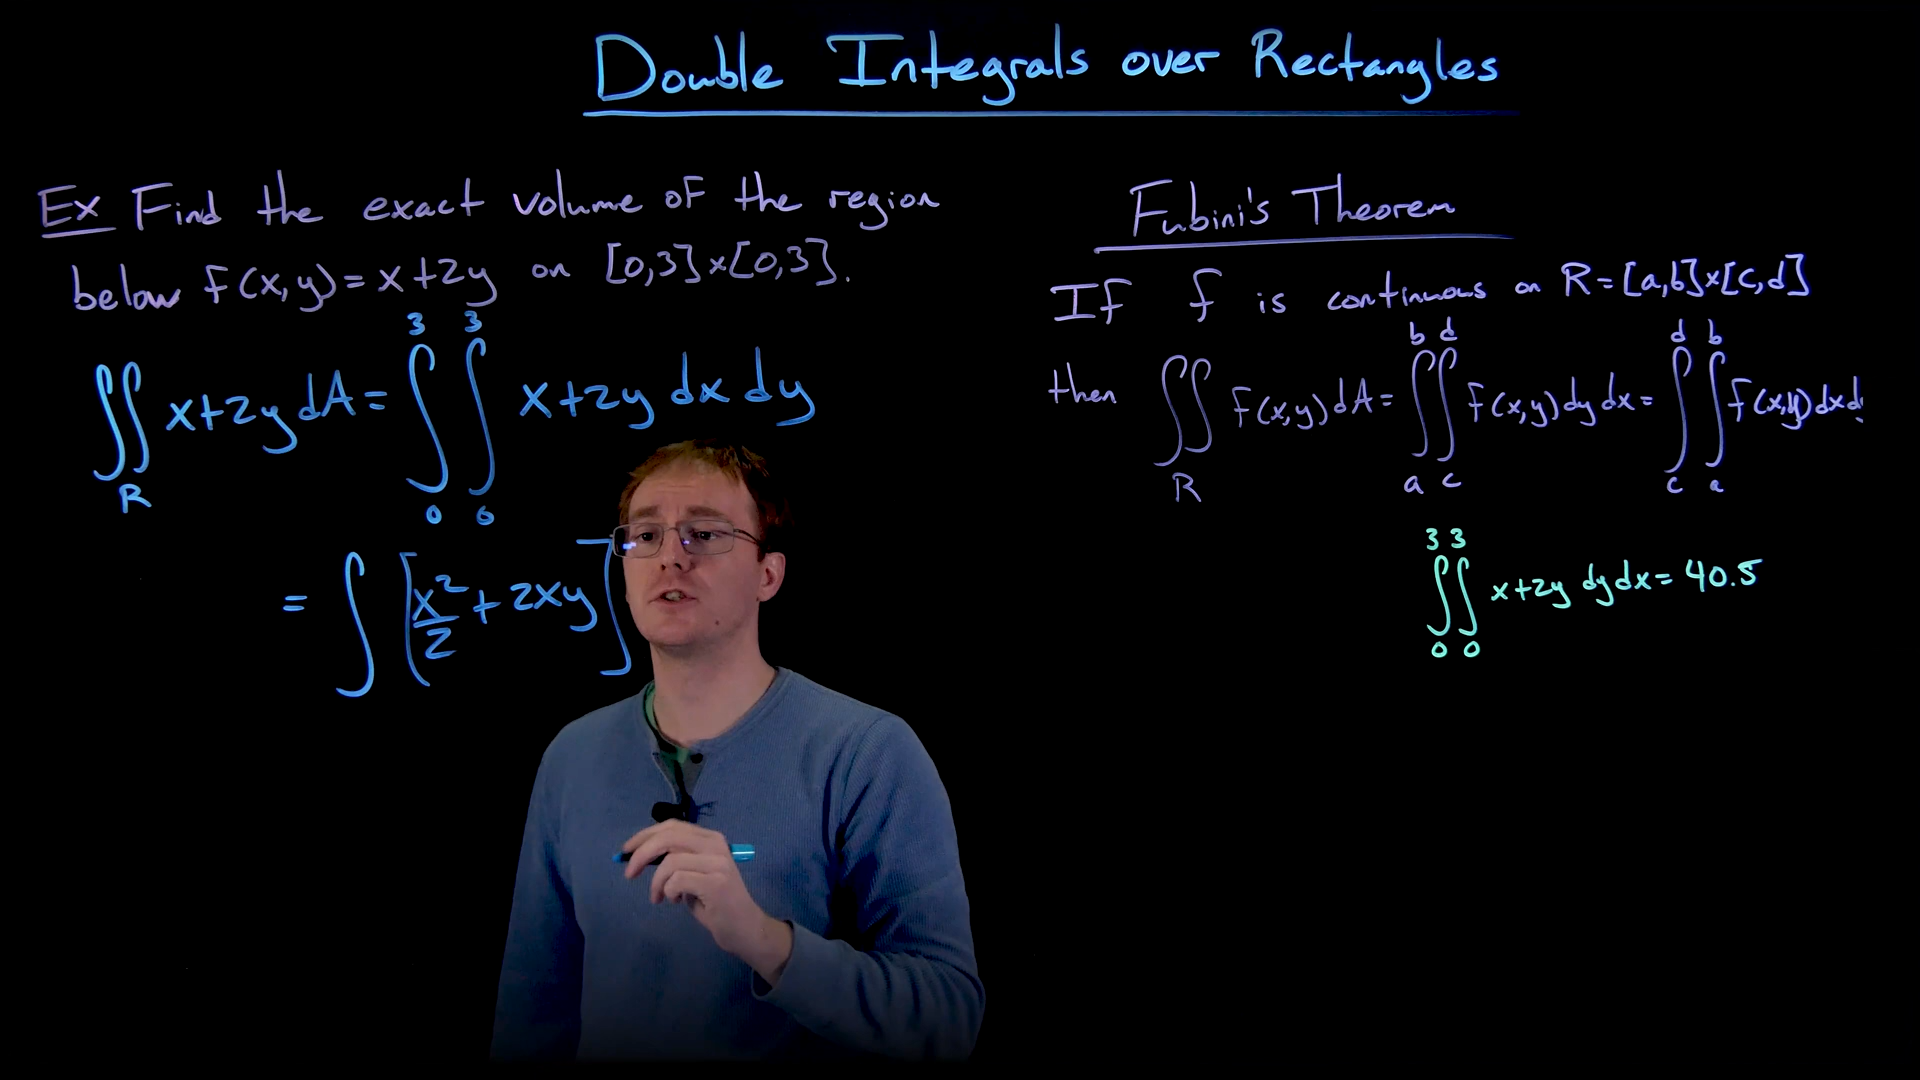 Double Integrals over Rectangles
Ex Find the exact volume of the region
below f(x,y)=x+2y on [0,3]×[0,3].
∬_R x+2y dA = ∫_0^3 ∫_0^3 x+2y dx dy
= ∫ [x²/2 + 2xy]
Fubini's Theorem
If f is continuous on R=[a,b]×[c,d]
then ∬_R f(x,y) dA = ∫_a^b ∫_c^d f(x,y) dy dx = ∫_c^d ∫_a^b f(x,y) dx d
∫_0^3 ∫_0^3 x+2y dy dx = 40.5